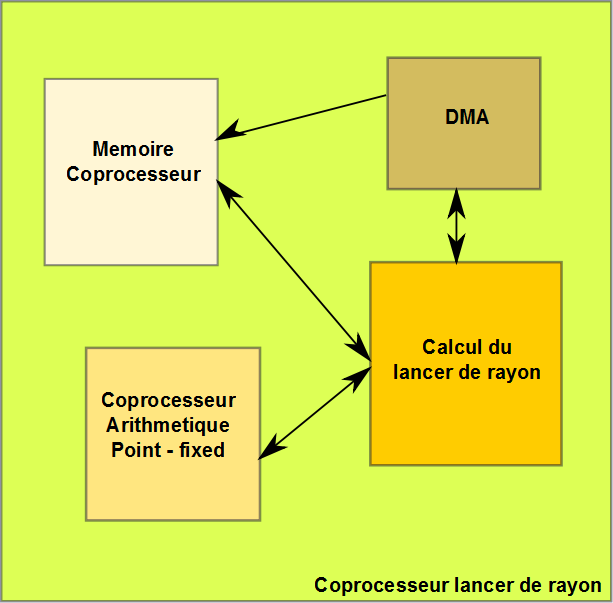 DMA
Memoire
Coprocesseur
Calcul du
lancer de rayon
Coprocesseur
Arithmetique
Point - fixed
Coprocesseur lancer de rayon